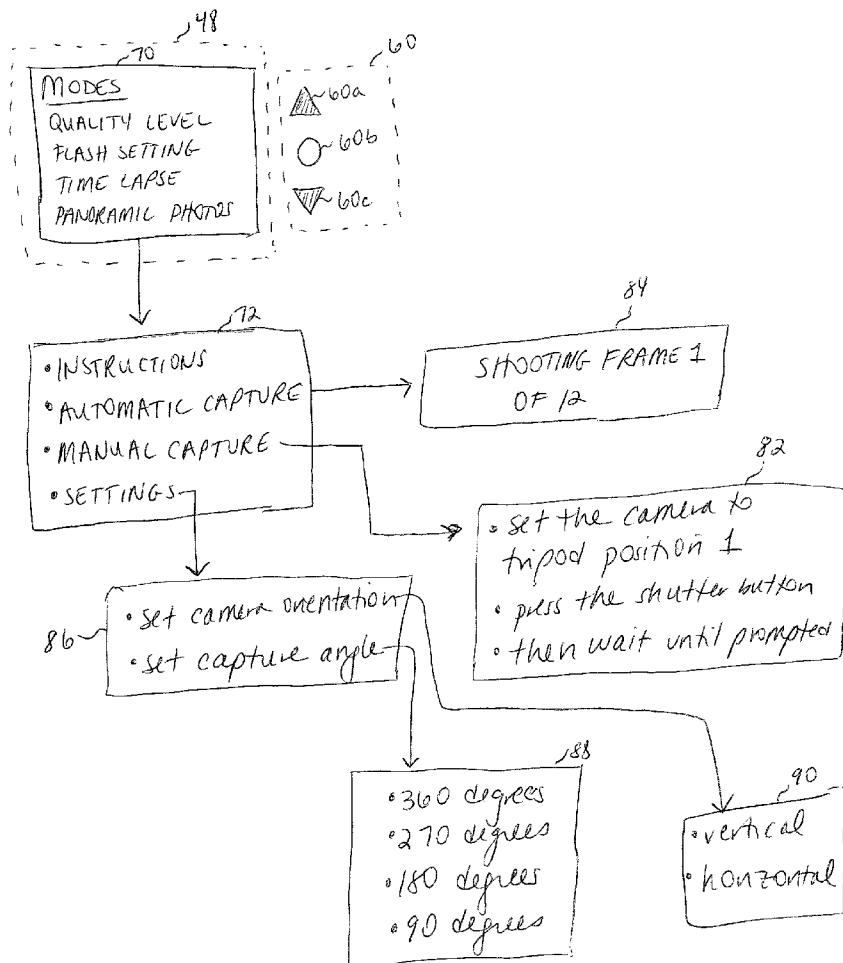 48
70
60
MODES
QUALITY LEVEL
FLASH SETTING
TIME LAPSE
PANORAMIC PHOTOS
60a
60b
60c
72
• INSTRUCTIONS
• AUTOMATIC CAPTURE
• MANUAL CAPTURE
• SETTINGS
84
SHOOTING FRAME 1
OF 12
82
• set the camera to
tripod position 1
• press the shutter button
• then wait until prompted
86
• set camera orientation
• set capture angle
88
• 360 degrees
• 270 degrees
• 180 degrees
• 90 degrees
90
• vertical
• horizontal